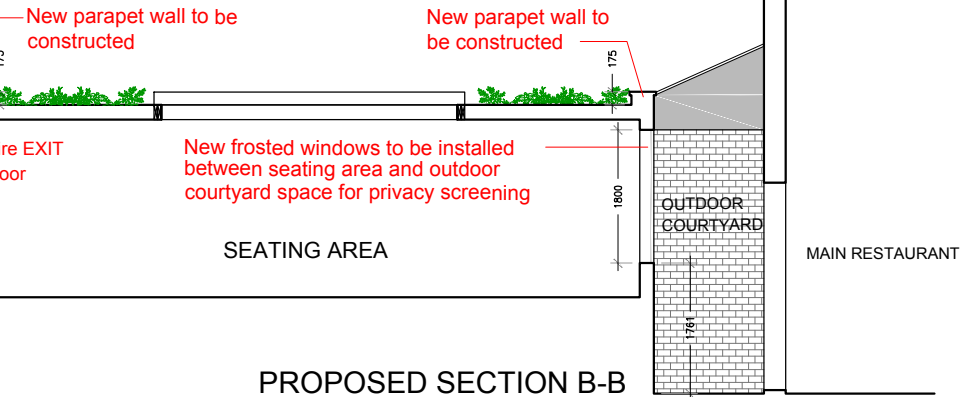 New parapet wall to be
constructed
New parapet wall to
be constructed
175
175
re EXIT
oor
New frosted windows to be installed
between seating area and outdoor
courtyard space for privacy screening
1800
OUTDOOR
COURTYARD
SEATING AREA
MAIN RESTAURANT
1761
PROPOSED SECTION B-B